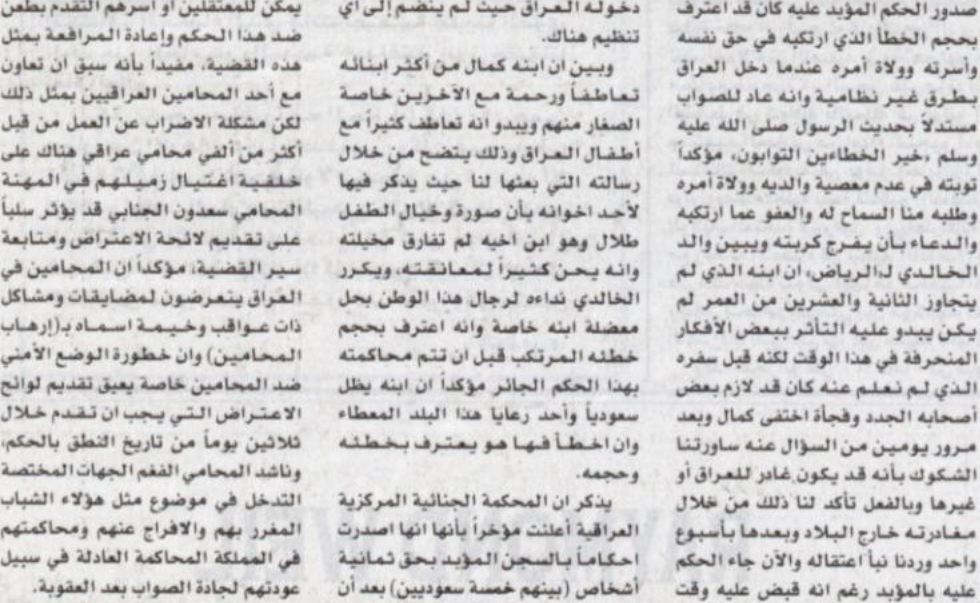 صدور الحكم المؤبد عليه كان قد اعترف
بحجم الخطأ الذي ارتكبه في حق نفسه
وأسرته وولاة أمره عندما دخل العراق
بطرق غير نظامية وانه عاد للصواب
مستدلاً بحديث الرسول صلى الله عليه
وسلم ،خير الخطاءين التوابون، مؤكداً
توبته في عدم معصية والديه وولاة أمره
وطلبه منا السماح له والعفو عما ارتكبه
والدعاء بأن يفرج كربته ويبين والد
الخالدي لـ،الرياض، ان ابنه الذي لم
يتجاوز الثانية والعشرين من العمر لم
يكن يبدو عليه التأثر ببعض الأفكار
المنحرفة في هذا الوقت لكنه قبل سفره
الذي لم نعلم عنه كان قد لازم بعض
أصحابه الجدد وفجأة اختفى كمال وبعد
مرور يومين من السؤال عنه ساورتنا
الشكوك بأنه قد يكون غادر للعراق أو
غيرها وبالفعل تأكد لنا ذلك من خلال
مغادرته خارج البلاد وبعدها بأسبوع
واحد وردنا نبأ اعتقاله والآن جاء الحكم
عليه بالمؤبد رغم انه قبض عليه وقت
دخوله العراق حيث لم ينضم إلى أي
تنظيم هناك.
وبين ان ابنه كمال من أكثر ابنائه
تعاطفاً ورحمة مع الآخرين خاصة
الصغار منهم ويبدو انه تعاطف كثيراً مع
أطفال العراق وذلك يتضح من خلال
رسالته التي بعثها لنا حيث يذكر فيها
لأحد اخوانه بأن صورة وخيال الطفل
طلال وهو ابن اخيه لم تفارق مخيلته
وانه يحن كثيراً لمعانقته، ويكرر
الخالدي نداءه لرجال هذا الوطن بحل
معضلة ابنه خاصة وانه اعترف بحجم
خطئه المرتكب قبل ان تتم محاكمته
بهذا الحكم الجائر مؤكداً ان ابنه يظل
سعودياً وأحد رعايا هذا البلد المعطاء
وان اخطأ فها هو يعترف بخطئه
وحجمه.
يذكر ان المحكمة الجنائية المركزية
العراقية أعلنت مؤخراً بأنها انها اصدرت
احكاماً بالسجن المؤبد بحق ثمانية
أشخاص (بينهم خمسة سعوديين) بعد أن
يمكن للمعتقلين أو اسرهم التقدم بطعن
ضد هذا الحكم وإعادة المرافعة بمثل
هذه القضية، مفيداً بأنه سبق أن تعاون
مع أحد المحامين العراقيين بمثل ذلك
لكن مشكلة الاضراب عن العمل من قبل
أكثر من ألفي محامي عراقي هناك على
خلفية اغتيال زميلهم في المهنة
المحامي سعدون الجنابي قد يؤثر سلباً
على تقديم لائحة الاعتراض ومتابعة
سير القضية، مؤكداً ان المحامين في
العراق يتعرضون لمضايقات ومشاكل
ذات عواقب وخيمة اسماه بـ(إرهاب
المحامين) وان خطورة الوضع الأمني
ضد المحامين خاصة يعيق تقديم لوائح
الاعتراض التي يجب ان تقدم خلال
ثلاثين يوماً من تاريخ النطق بالحكم،
وناشد المحامي الفغم الجهات المختصة
التدخل في موضوع مثل هؤلاء الشباب
المغرر بهم والافراج عنهم ومحاكمتهم
في المملكة المحاكمة العادلة في سبيل
عودتهم لجادة الصواب بعد العقوبة.